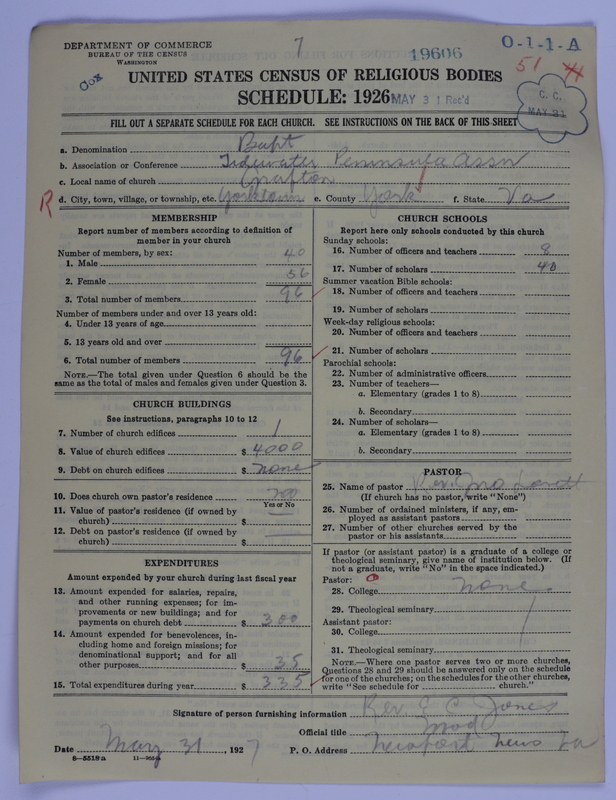 DEPARTMENT OF COMMERCE
BUREAU OF THE CENSUS
WASHINGTON
7
19606
O-1-1-A
51 44
Cox
UNITED STATES CENSUS OF RELIGIOUS BODIES
SCHEDULE: 1926
MAY 31 Rec'd
C. C.
MAY 31
FILL OUT A SEPARATE SCHEDULE FOR EACH CHURCH. SEE INSTRUCTIONS ON THE BACK OF THIS SHEET
a. Denomination Bapt
b. Association or Conference Tidewater Peninsula Assn
c. Local name of church Grafton
R d. City, town, village, or township, etc. Yorktown e. County York f. State Va
MEMBERSHIP
Report number of members according to definition of
member in your church
Number of members, by sex:
1. Male 40
2. Female 56
3. Total number of members 96
Number of members under and over 13 years old:
4. Under 13 years of age
5. 13 years old and over
6. Total number of members 96
NOTE.—The total given under Question 6 should be the
same as the total of males and females given under Question 3.
CHURCH BUILDINGS
See instructions, paragraphs 10 to 12
7. Number of church edifices 1
8. Value of church edifices $ 4000
9. Debt on church edifices $ none
10. Does church own pastor's residence no
Yes or No
11. Value of pastor's residence (if owned by
church) $
12. Debt on pastor's residence (if owned by
church) $
EXPENDITURES
Amount expended by your church during last fiscal year
13. Amount expended for salaries, repairs,
and other running expenses; for im-
provements or new buildings; and for
payments on church debt $ 300
14. Amount expended for benevolences, in-
cluding home and foreign missions; for
denominational support; and for all
other purposes $ 35
15. Total expenditures during year $ 335
CHURCH SCHOOLS
Report here only schools conducted by this church
Sunday schools:
16. Number of officers and teachers 8
17. Number of scholars 40
Summer vacation Bible schools:
18. Number of officers and teachers
19. Number of scholars
Week-day religious schools:
20. Number of officers and teachers
21. Number of scholars
Parochial schools:
22. Number of administrative officers
23. Number of teachers—
a. Elementary (grades 1 to 8)
b. Secondary
24. Number of scholars—
a. Elementary (grades 1 to 8)
b. Secondary
PASTOR
25. Name of pastor Rev. Jno
(If church has no pastor, write "None")
26. Number of ordained ministers, if any, em-
ployed as assistant pastors
27. Number of other churches served by the
pastor or his assistants
If pastor (or assistant pastor) is a graduate of a college or
theological seminary, give name of institution below. (If
not a graduate, write "No" in the space indicated.)
Pastor:
28. College none
29. Theological seminary
Assistant pastor:
30. College
31. Theological seminary
NOTE.—Where one pastor serves two or more churches,
Questions 28 and 29 should be answered only on the schedule
for one of the churches; on the schedules for the other churches,
write "See schedule for church."
Signature of person furnishing information Rev E C Jones
Official title Mod
Date May 31, 1927 P. O. Address Newport News Va
8—5518a 11—9051